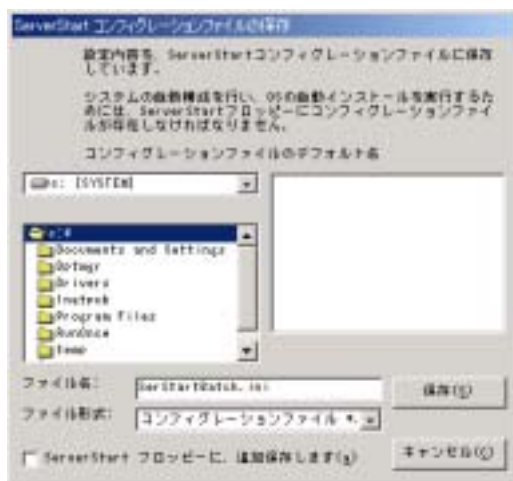 ServerStart コンフィグレーションファイルの保存
設定内容を、ServerStartコンフィグレーションファイルに保存
しています。
システムの自動構成を行い、OSの自動インストールを実行するた
めには、ServerStartフロッピーにコンフィグレーションファイ
ルが存在しなければなりません。
コンフィグレーションファイルのデフォルト名
c: [SYSTEM]
c:¥
Documents and Settings
Dptmgr
Drivers
Inetpub
Program Files
RunOnce
Temp
ファイル名:
SerStartBatch.ini
保存(S)
ファイル形式:
コンフィグレーションファイル *.
ServerStart フロッピーに、追加保存します(a)
キャンセル(C)